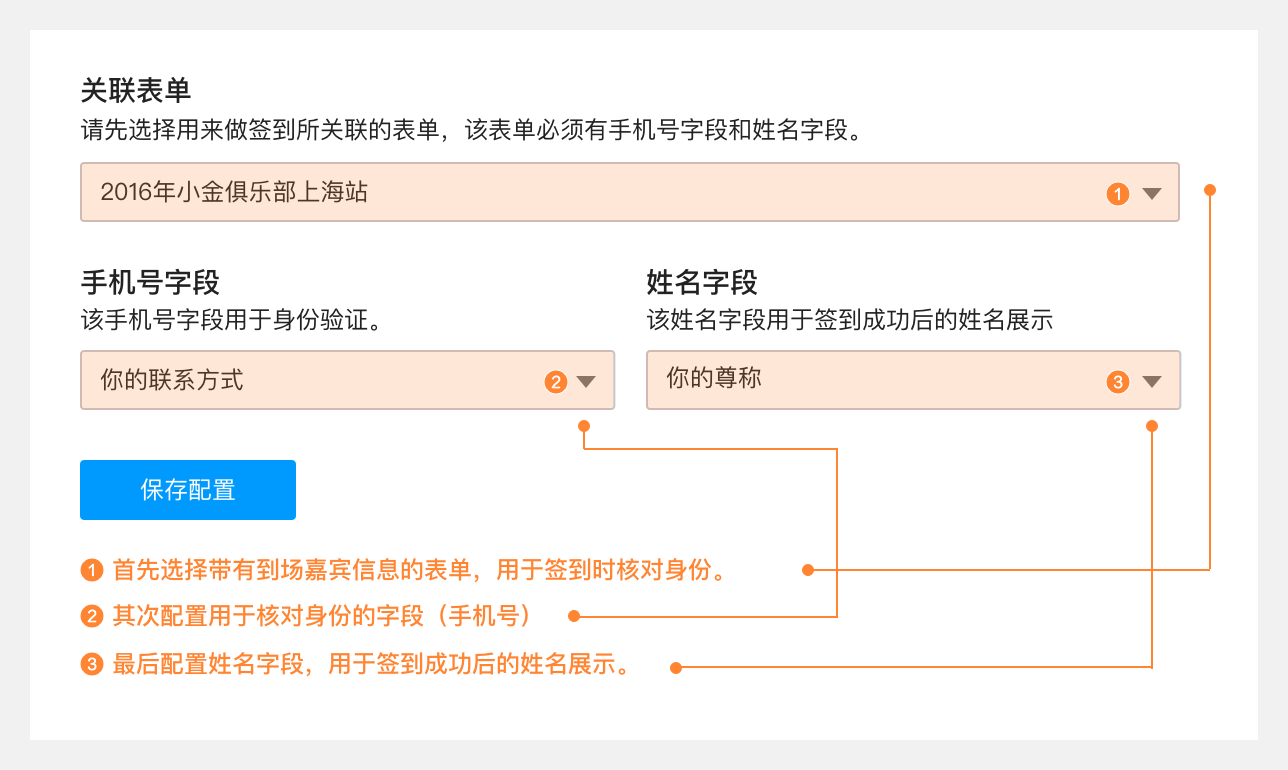 关联表单
请先选择用来做签到所关联的表单，该表单必须有手机号字段和姓名字段。
2016年小金俱乐部上海站 1
手机号字段 姓名字段
该手机号字段用于身份验证。 该姓名字段用于签到成功后的姓名展示
你的联系方式 2 你的尊称 3
保存配置
1 首先选择带有到场嘉宾信息的表单，用于签到时核对身份。
2 其次配置用于核对身份的字段（手机号）
3 最后配置姓名字段，用于签到成功后的姓名展示。